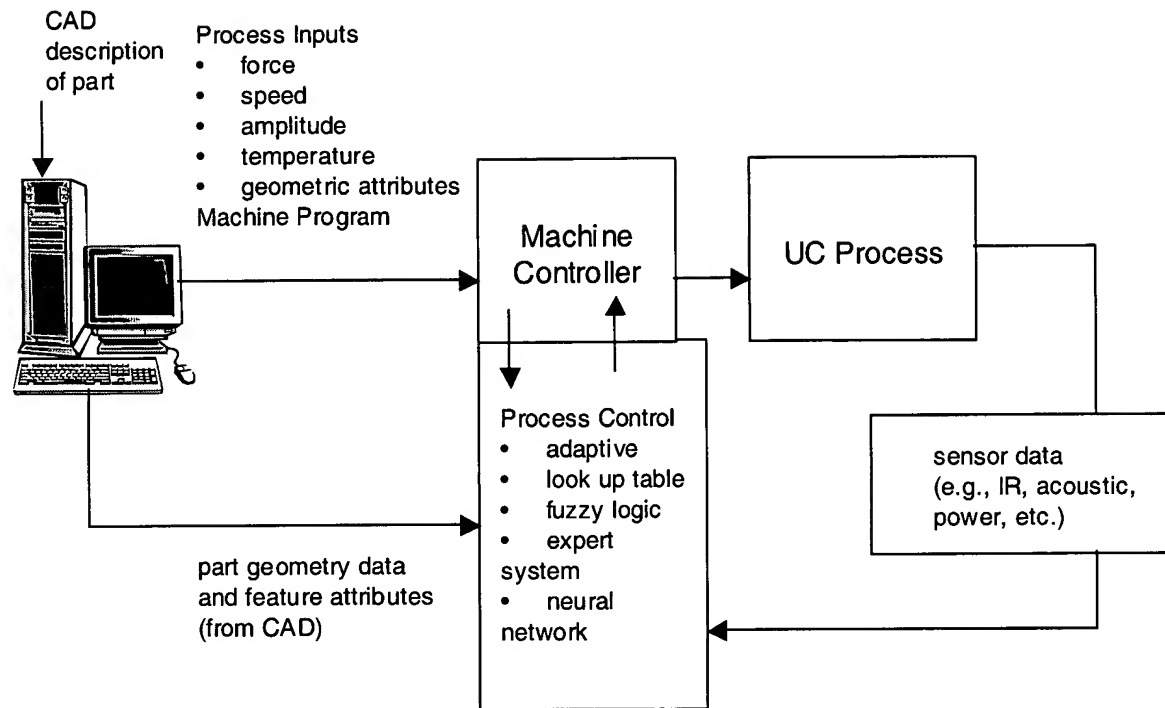 CAD
description
of part
Process Inputs
• force
• speed
• amplitude
• temperature
• geometric attributes
Machine Program
Machine
Controller
UC Process
Process Control
• adaptive
• look up table
• fuzzy logic
• expert
system
• neural
network
sensor data
(e.g., IR, acoustic,
power, etc.)
part geometry data
and feature attributes
(from CAD)